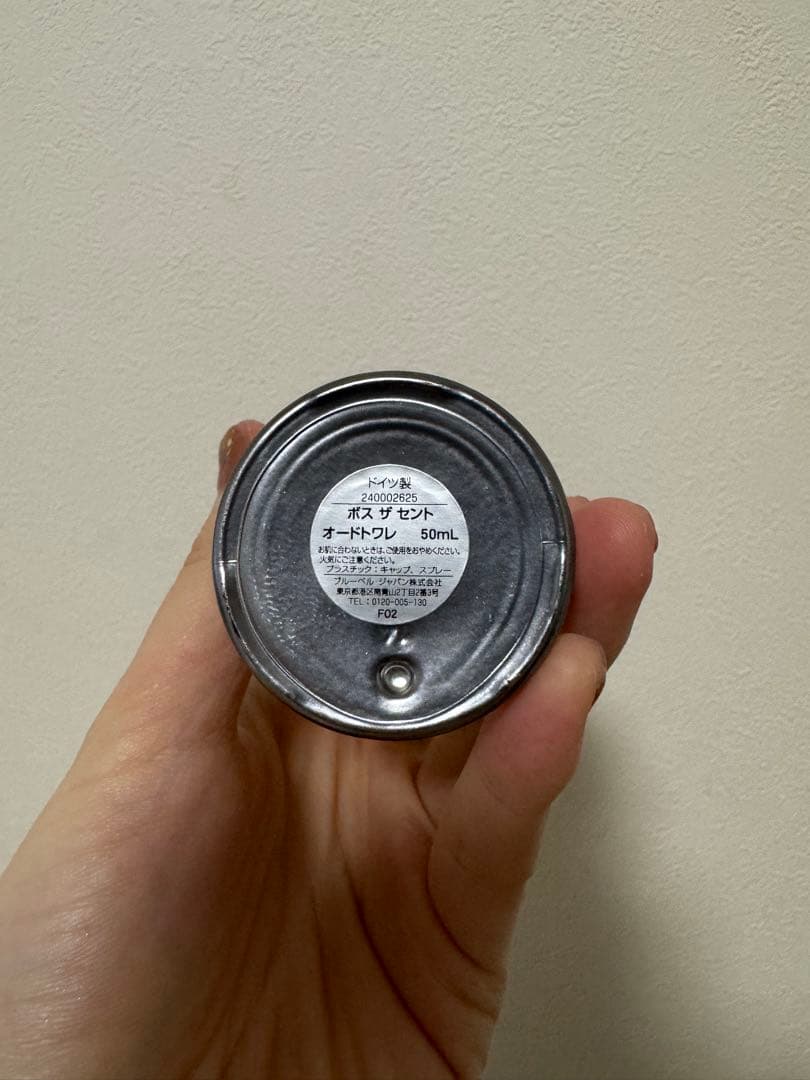 ドイツ製
240002625
ボス ザ セント
オードトワレ 50mL
お肌に合わないときは、ご使用をおやめください。
火気にご注意ください。
プラスチック：キャップ、スプレー
ブルーベル ジャパン株式会社
東京都港区南青山2丁目2番3号
TEL：0120-005-130
F02